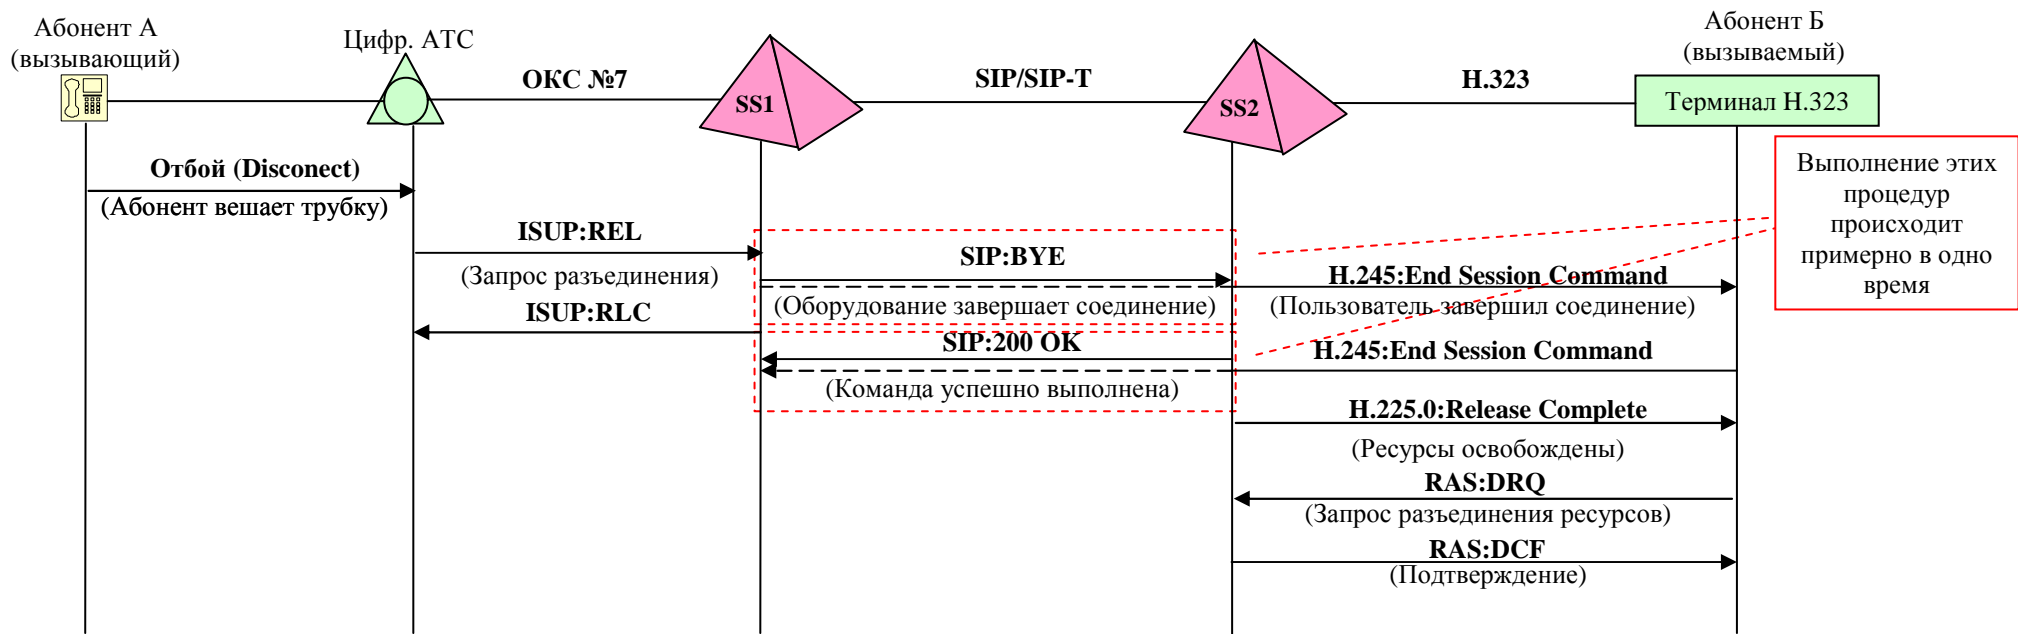 Абонент А
(вызывающий)
Цифр. АТС
ОКС №7
SS1
SIP/SIP-T
SS2
H.323
Абонент Б
(вызываемый)
Терминал H.323
Отбой (Disconect)
(Абонент вешает трубку)
Выполнение этих
процедур
происходит
примерно в одно
время
ISUP:REL
(Запрос разъединения)
SIP:BYE
(Оборудование завершает соединение)
H.245:End Session Command
(Пользователь завершил соединение)
ISUP:RLC
SIP:200 OK
(Команда успешно выполнена)
H.245:End Session Command
H.225.0:Release Complete
(Ресурсы освобождены)
RAS:DRQ
(Запрос разъединения ресурсов)
RAS:DCF
(Подтверждение)